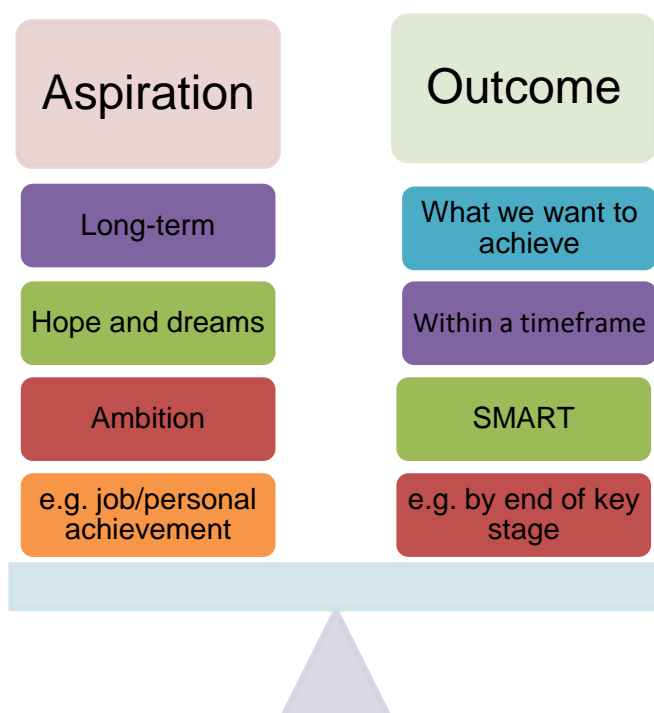 Aspiration
Long-term
Hope and dreams
Ambition
e.g. job/personal
achievement
Outcome
What we want to
achieve
Within a timeframe
SMART
e.g. by end of key
stage